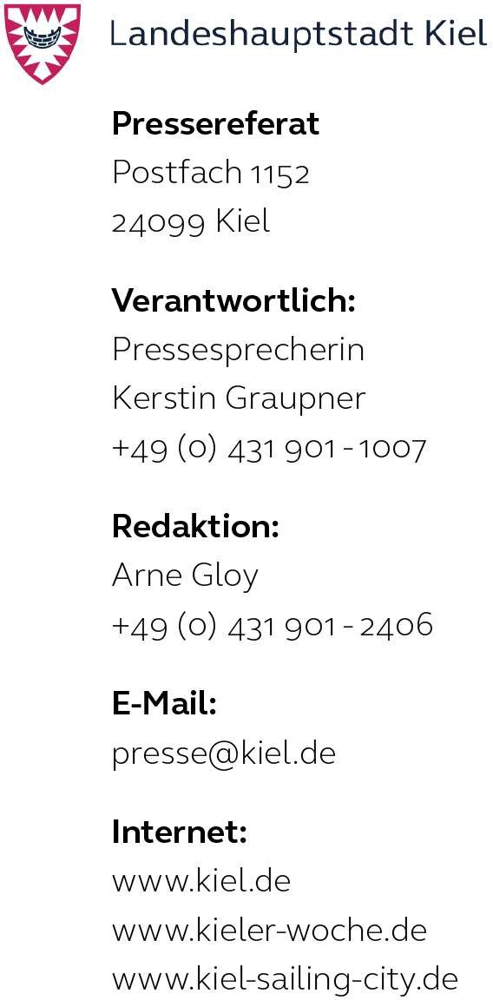 Landeshauptstadt Kiel
Pressereferat
Postfach 1152
24099 Kiel
Verantwortlich:
Pressesprecherin
Kerstin Graupner
+49 (0) 431 901-1007
Redaktion:
Arne Gloy
+49 (0) 431 901-2406
E-Mail:
presse@kiel.de
Internet:
www.kiel.de
www.kieler-woche.de
www.kiel-sailing-city.de